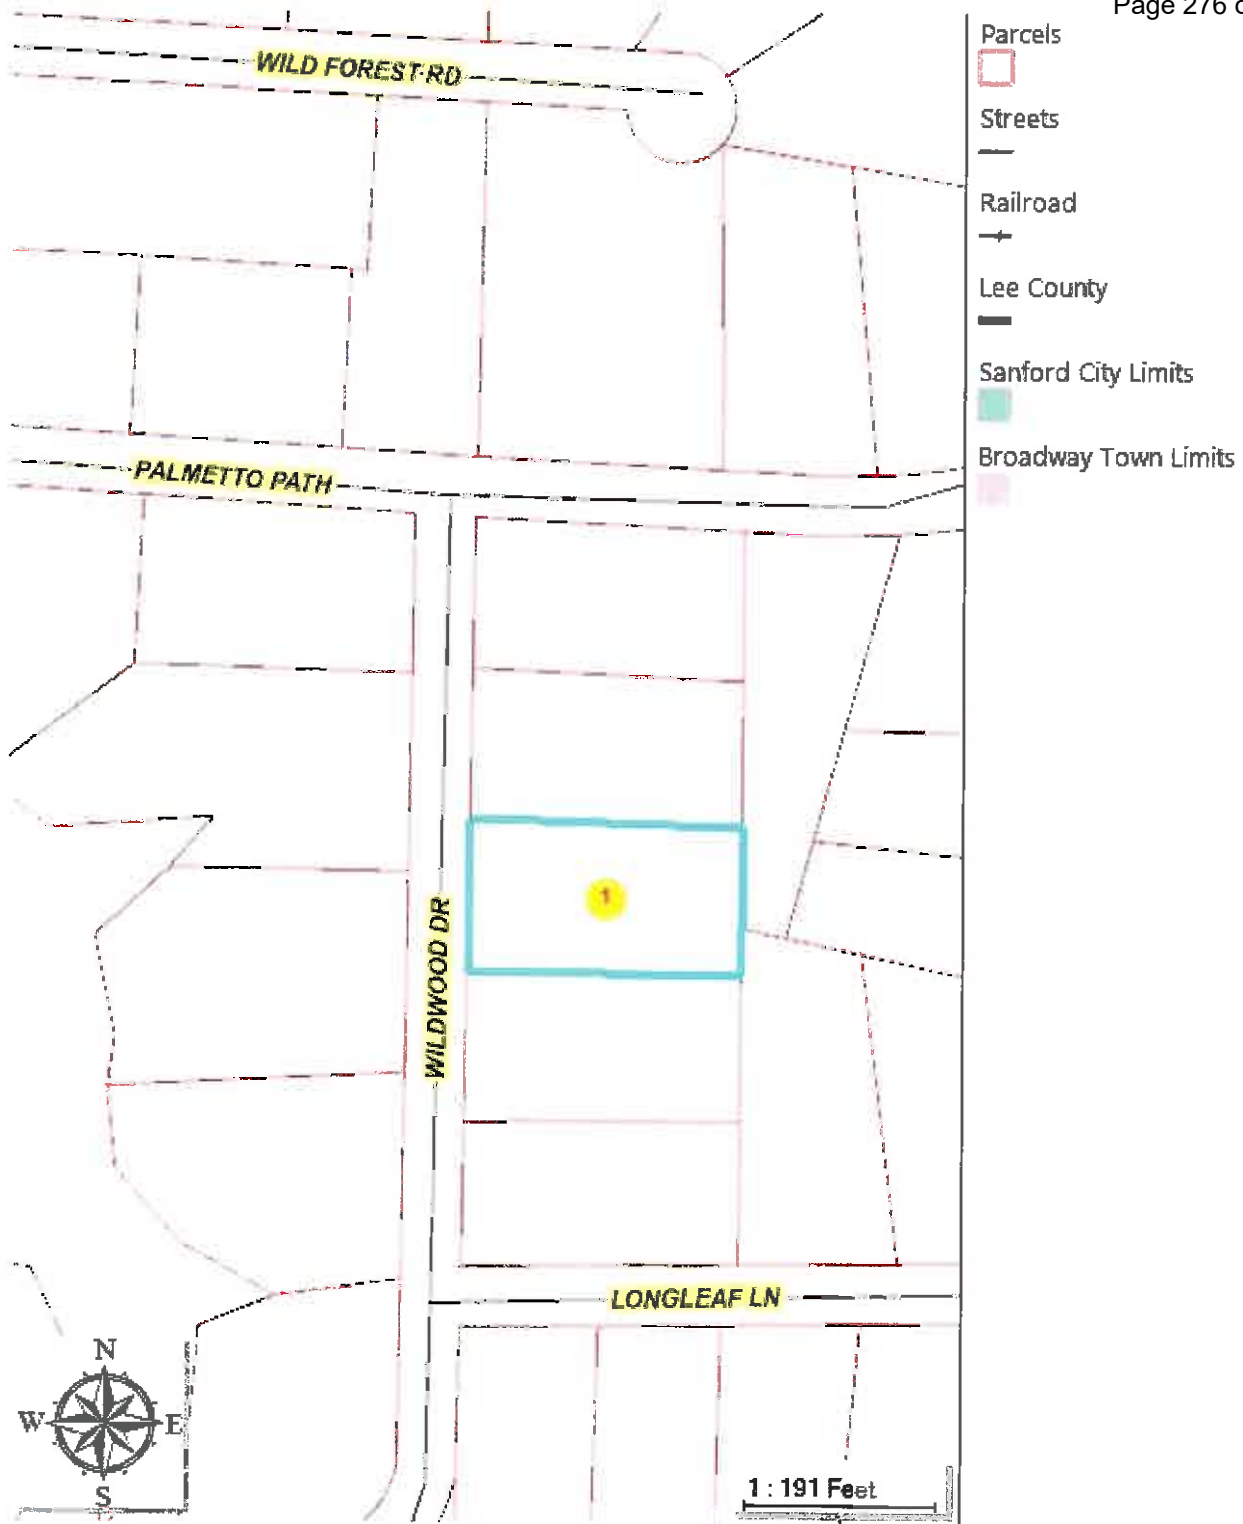 Page 276 o
Parcels
Streets
Railroad
Lee County
Sanford City Limits
Broadway Town Limits
WILD FOREST RD
PALMETTO PATH
1
WILDWOOD DR
LONGLEAF LN
N
W
E
S
1 : 191 Feet